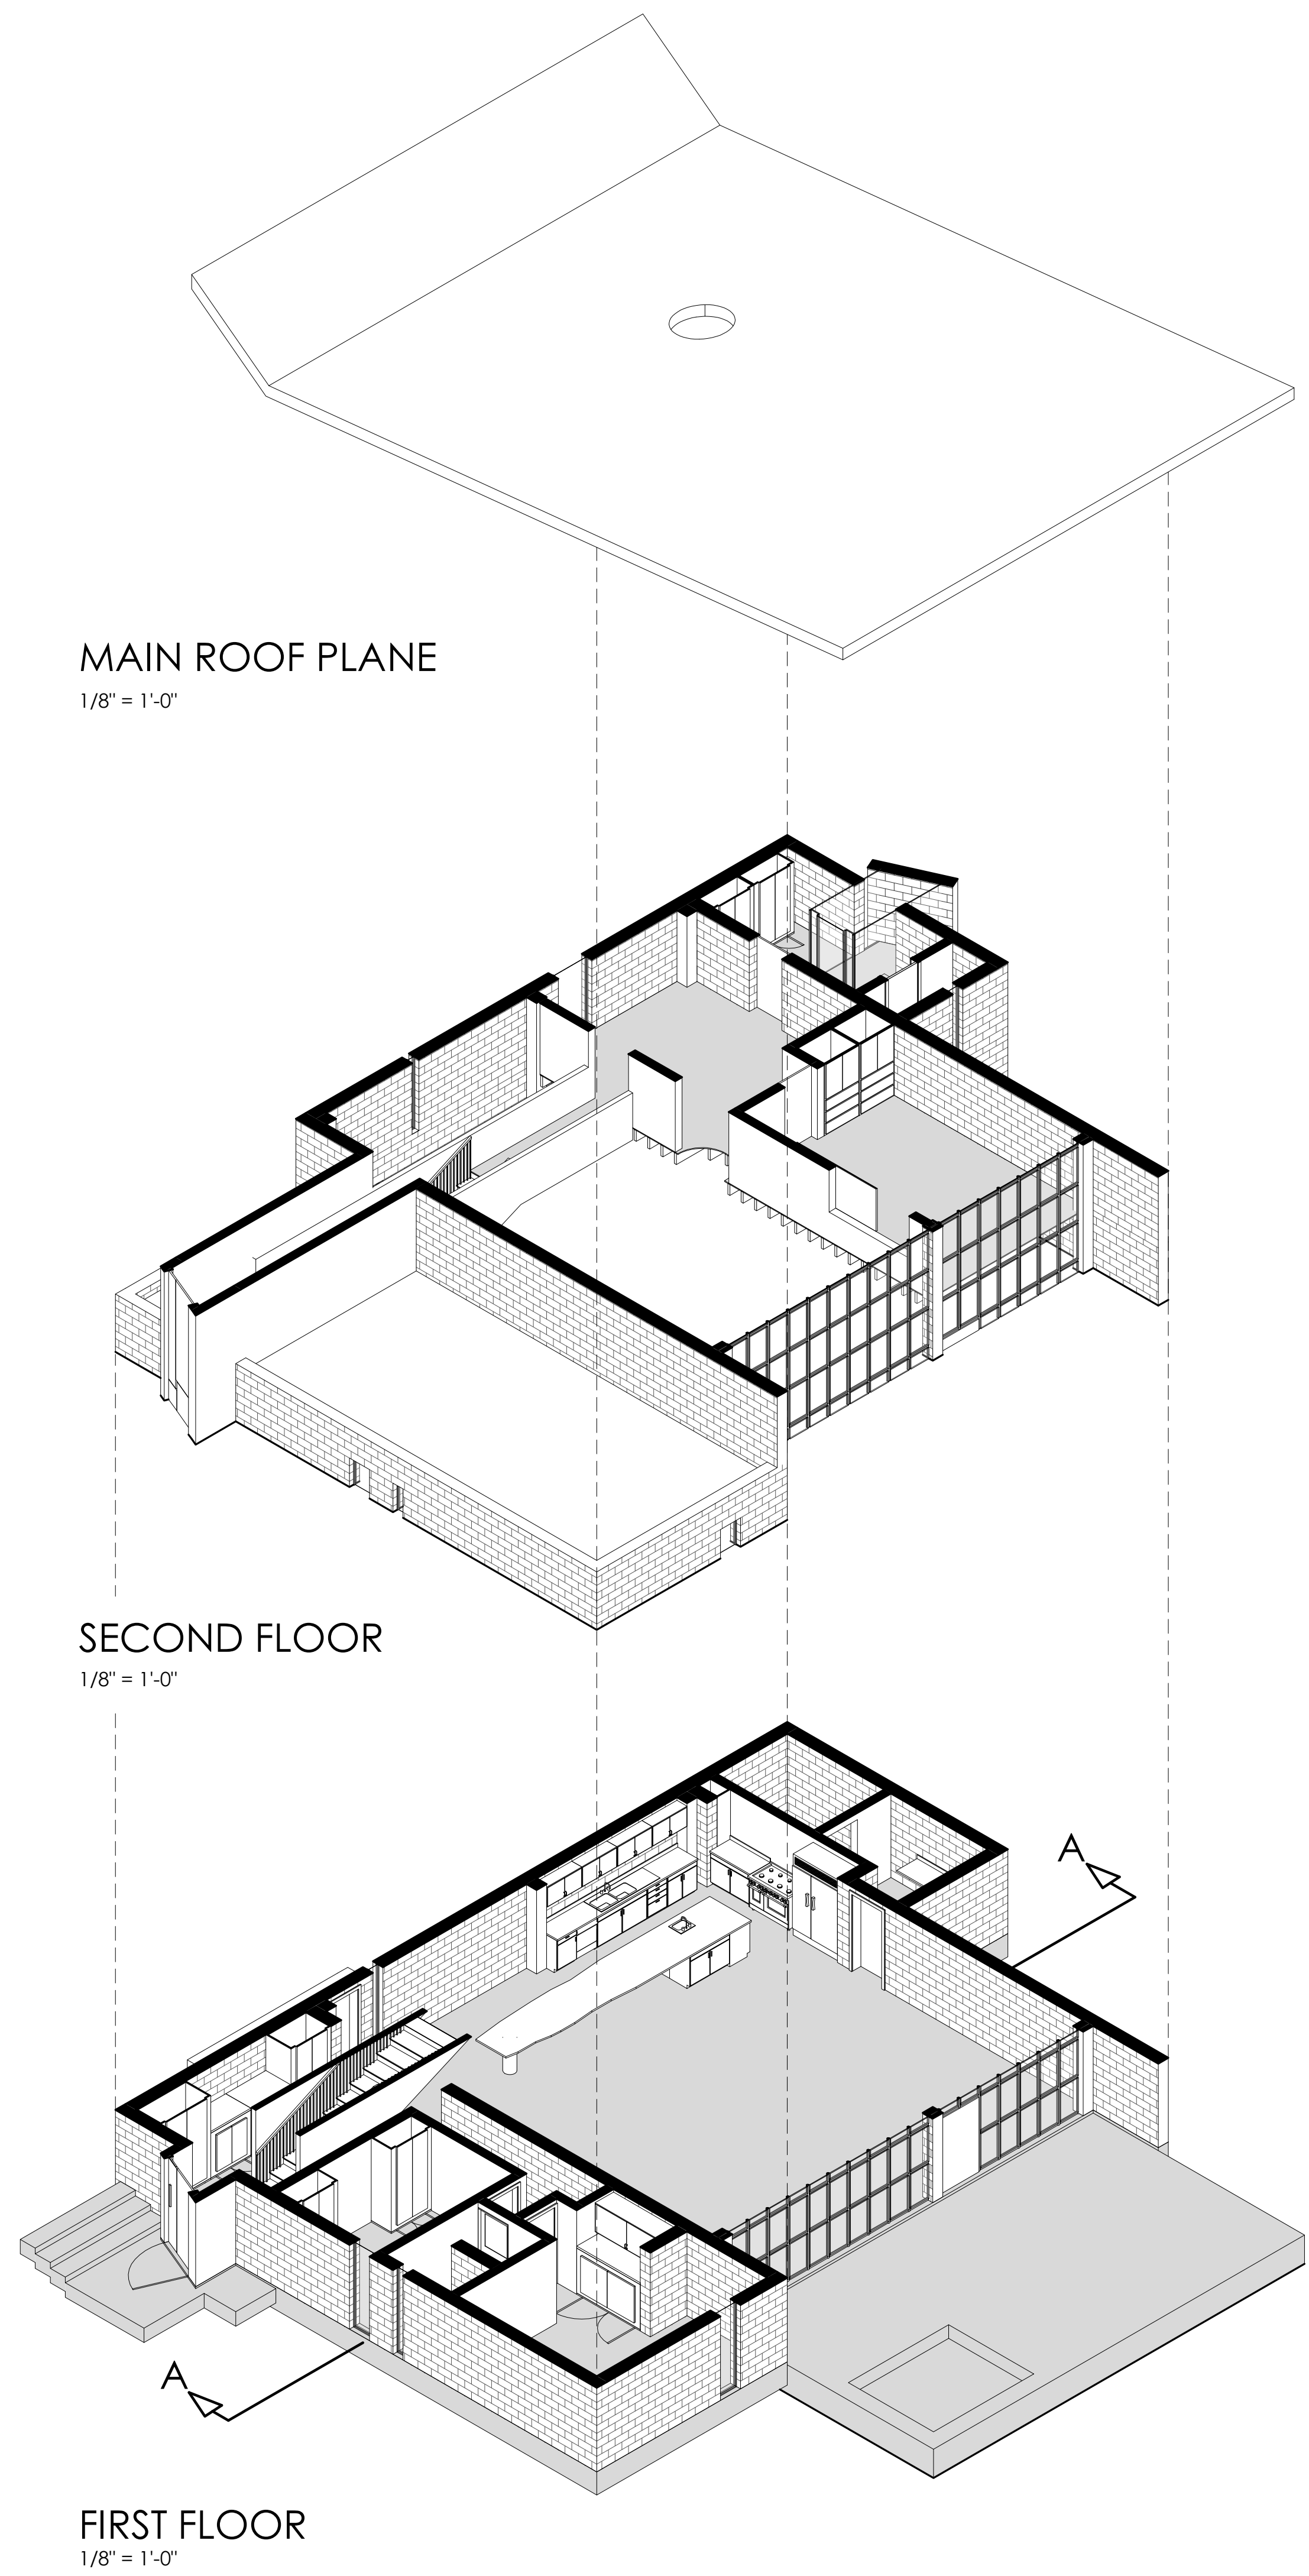 MAIN ROOF PLANE
1/8" = 1'-0"
SECOND FLOOR
1/8" = 1'-0"
A
A
FIRST FLOOR
1/8" = 1'-0"